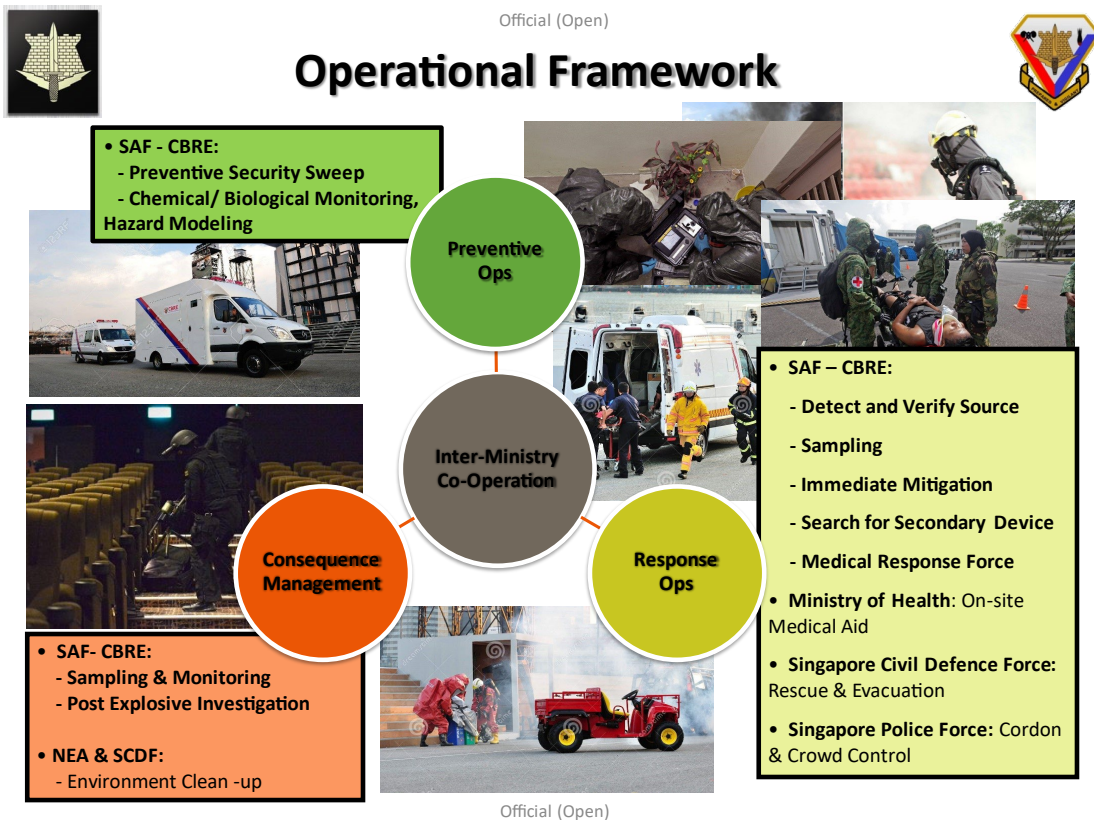 Official (Open)
Operational Framework
• SAF - CBRE:
- Preventive Security Sweep
- Chemical/ Biological Monitoring,
Hazard Modeling
Preventive
Ops
CBRE
Inter-Ministry
Co-Operation
Consequence
Management
Response
Ops
• SAF – CBRE:
- Detect and Verify Source
- Sampling
- Immediate Mitigation
- Search for Secondary Device
- Medical Response Force
• Ministry of Health: On-site
Medical Aid
• Singapore Civil Defence Force:
Rescue & Evacuation
• Singapore Police Force: Cordon
& Crowd Control
• SAF- CBRE:
- Sampling & Monitoring
- Post Explosive Investigation
• NEA & SCDF:
- Environment Clean -up
Official (Open)